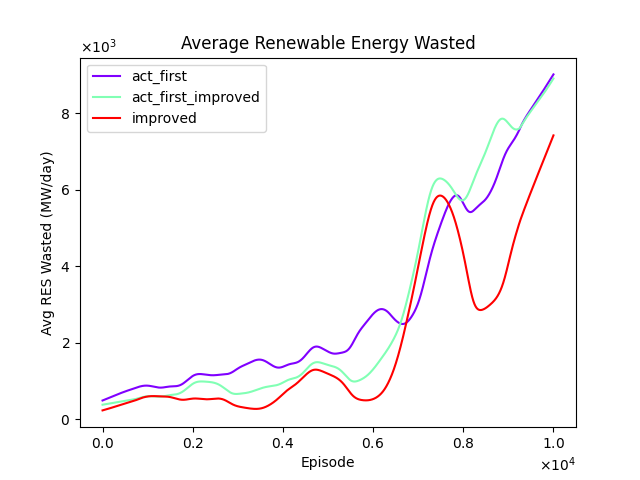 Average Renewable Energy Wasted
×10³
act_first
act_first_improved
improved
Avg RES Wasted (MW/day)
8
6
4
2
0
0.0 0.2 0.4 0.6 0.8 1.0
Episode
×10⁴